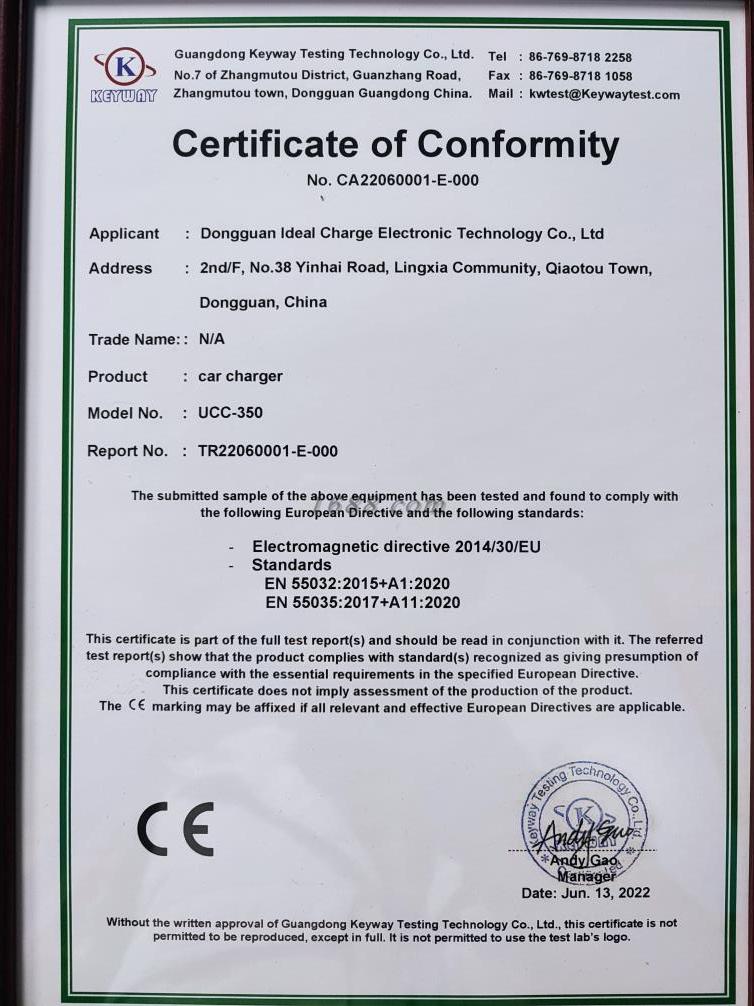 K
KEYWAY
Guangdong Keyway Testing Technology Co., Ltd. Tel : 86-769-8718 2258
No.7 of Zhangmutou District, Guanzhang Road, Fax : 86-769-8718 1058
Zhangmutou town, Dongguan Guangdong China. Mail : kwtest@Keywaytest.com
Certificate of Conformity
No. CA22060001-E-000
Applicant : Dongguan Ideal Charge Electronic Technology Co., Ltd
Address : 2nd/F, No.38 Yinhai Road, Lingxia Community, Qiaotou Town,
Dongguan, China
Trade Name: : N/A
Product : car charger
Model No. : UCC-350
Report No. : TR22060001-E-000
The submitted sample of the above equipment has been tested and found to comply with
1688.com
the following European Directive and the following standards:
- Electromagnetic directive 2014/30/EU
- Standards
EN 55032:2015+A1:2020
EN 55035:2017+A11:2020
This certificate is part of the full test report(s) and should be read in conjunction with it. The referred
test report(s) show that the product complies with standard(s) recognized as giving presumption of
compliance with the essential requirements in the specified European Directive.
This certificate does not imply assessment of the production of the product.
The CE marking may be affixed if all relevant and effective European Directives are applicable.
CE
Keyway Testing Technology Co.,Ltd.
K
KEYWAY
Andy Gao
Certified
Andy Gao
Manager
Date: Jun. 13, 2022
Without the written approval of Guangdong Keyway Testing Technology Co., Ltd., this certificate is not
permitted to be reproduced, except in full. It is not permitted to use the test lab's logo.